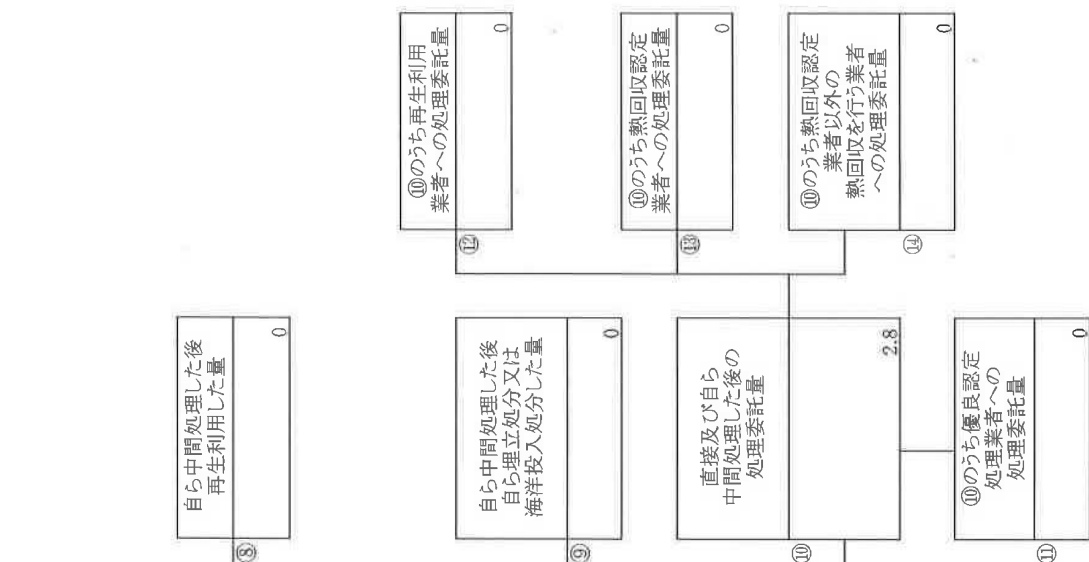 自ら中間処理した後
再生利用した量
⑧
0
自ら中間処理した後
自ら埋立処分又は
海洋投入処分した量
⑨
0
直接及び自ら
中間処理した後の
処理委託量
⑩
2.8
⑩のうち優良認定
処理業者への
処理委託量
⑪
0
⑩のうち再生利用
業者への処理委託量
⑫
0
⑩のうち熱回収認定
業者への処理委託量
⑬
0
⑩のうち熱回収認定
業者以外の
熱回収を行う業者
への処理委託量
⑭
0